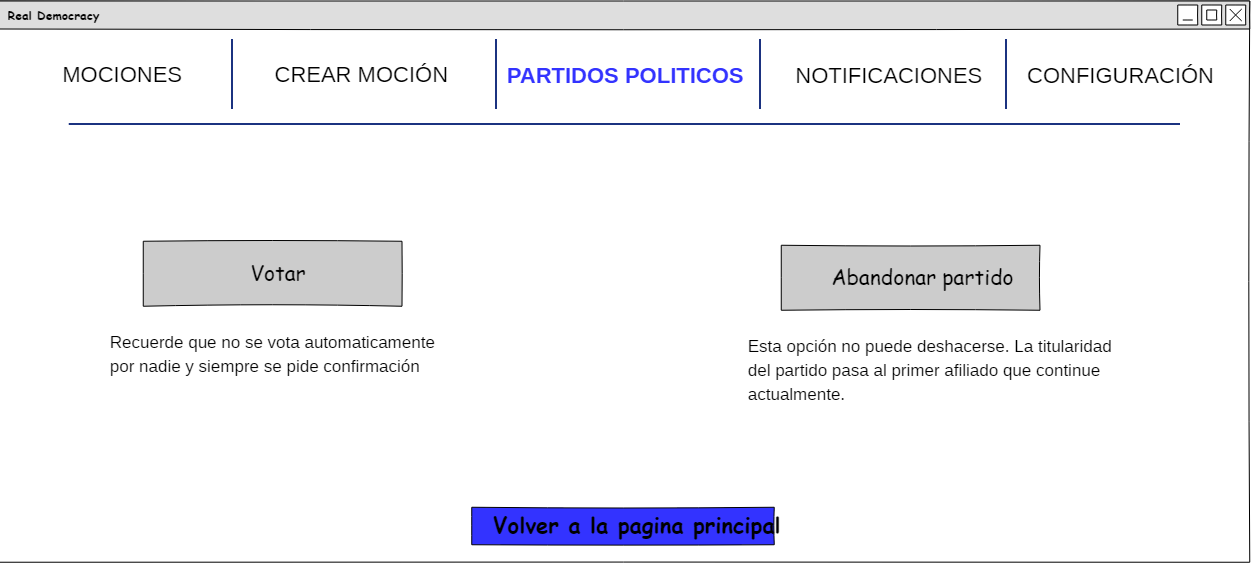 Real Democracy
MOCIONES
CREAR MOCIÓN
PARTIDOS POLITICOS
NOTIFICACIONES
CONFIGURACIÓN
Votar
Recuerde que no se vota automaticamente
por nadie y siempre se pide confirmación
Abandonar partido
Esta opción no puede deshacerse. La titularidad
del partido pasa al primer afiliado que continue
actualmente.
Volver a la pagina principal